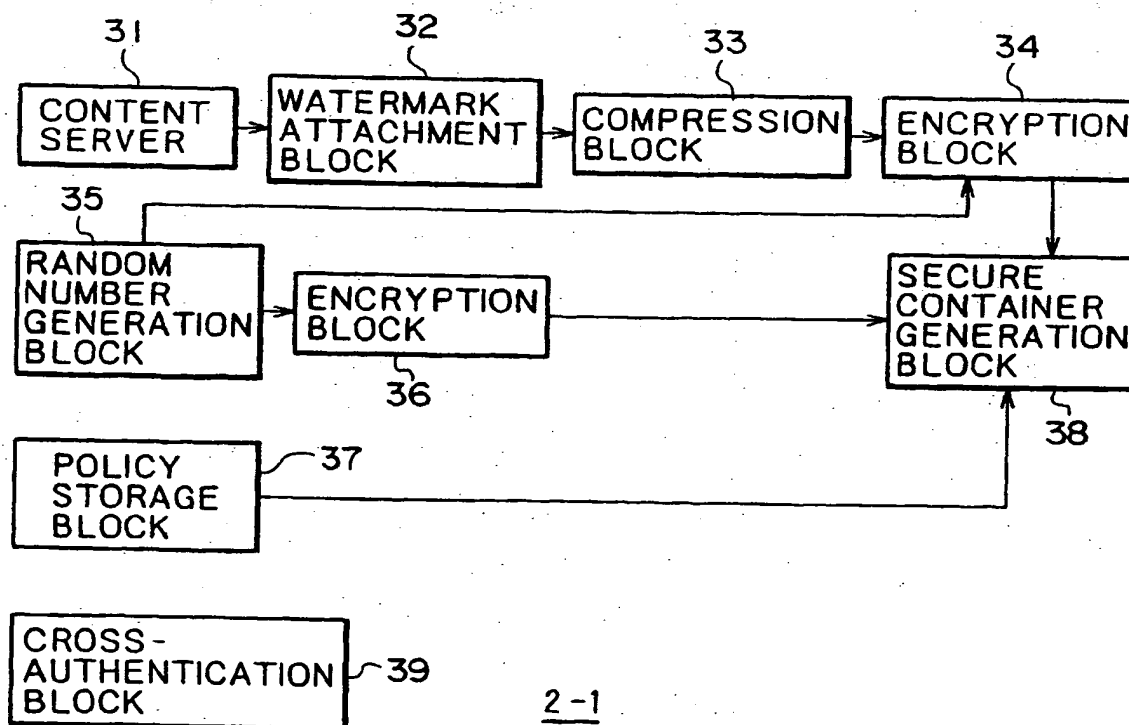 31
CONTENT
SERVER
32
WATERMARK
ATTACHMENT
BLOCK
33
COMPRESSION
BLOCK
34
ENCRYPTION
BLOCK
35
RANDOM
NUMBER
GENERATION
BLOCK
ENCRYPTION
BLOCK
36
SECURE
CONTAINER
GENERATION
BLOCK
38
POLICY
STORAGE
BLOCK
37
CROSS-
AUTHENTICATION
BLOCK
39
2-1